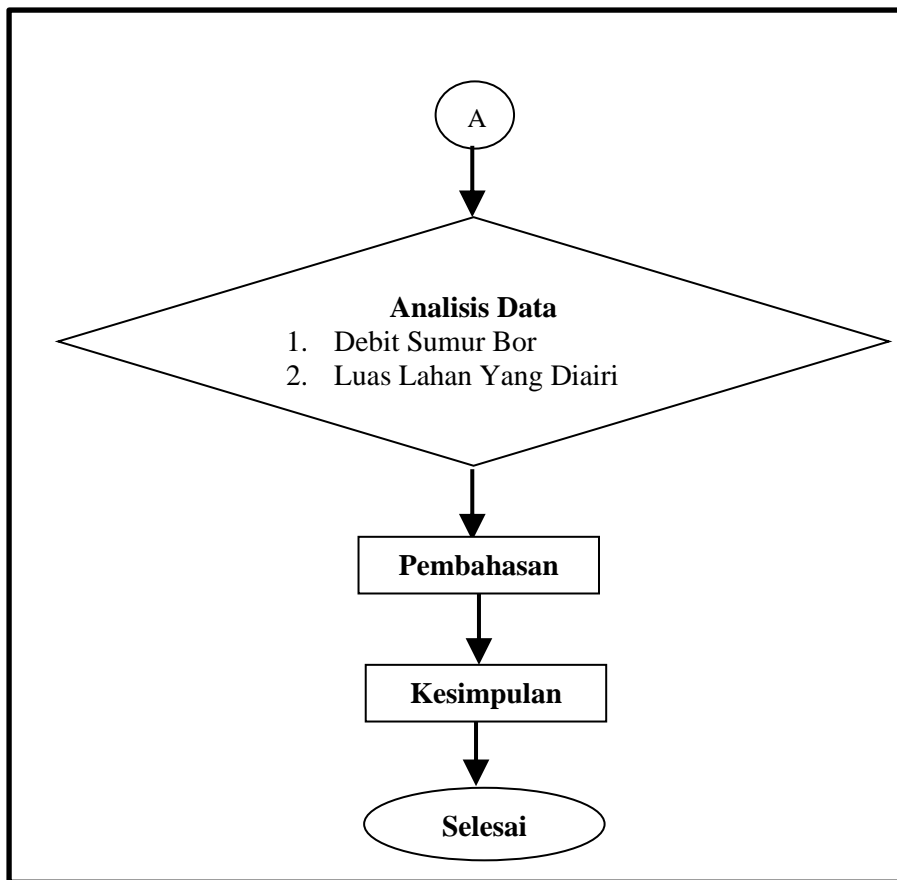 A
Analisis Data
1. Debit Sumur Bor
2. Luas Lahan Yang Diairi
Pembahasan
Kesimpulan
Selesai